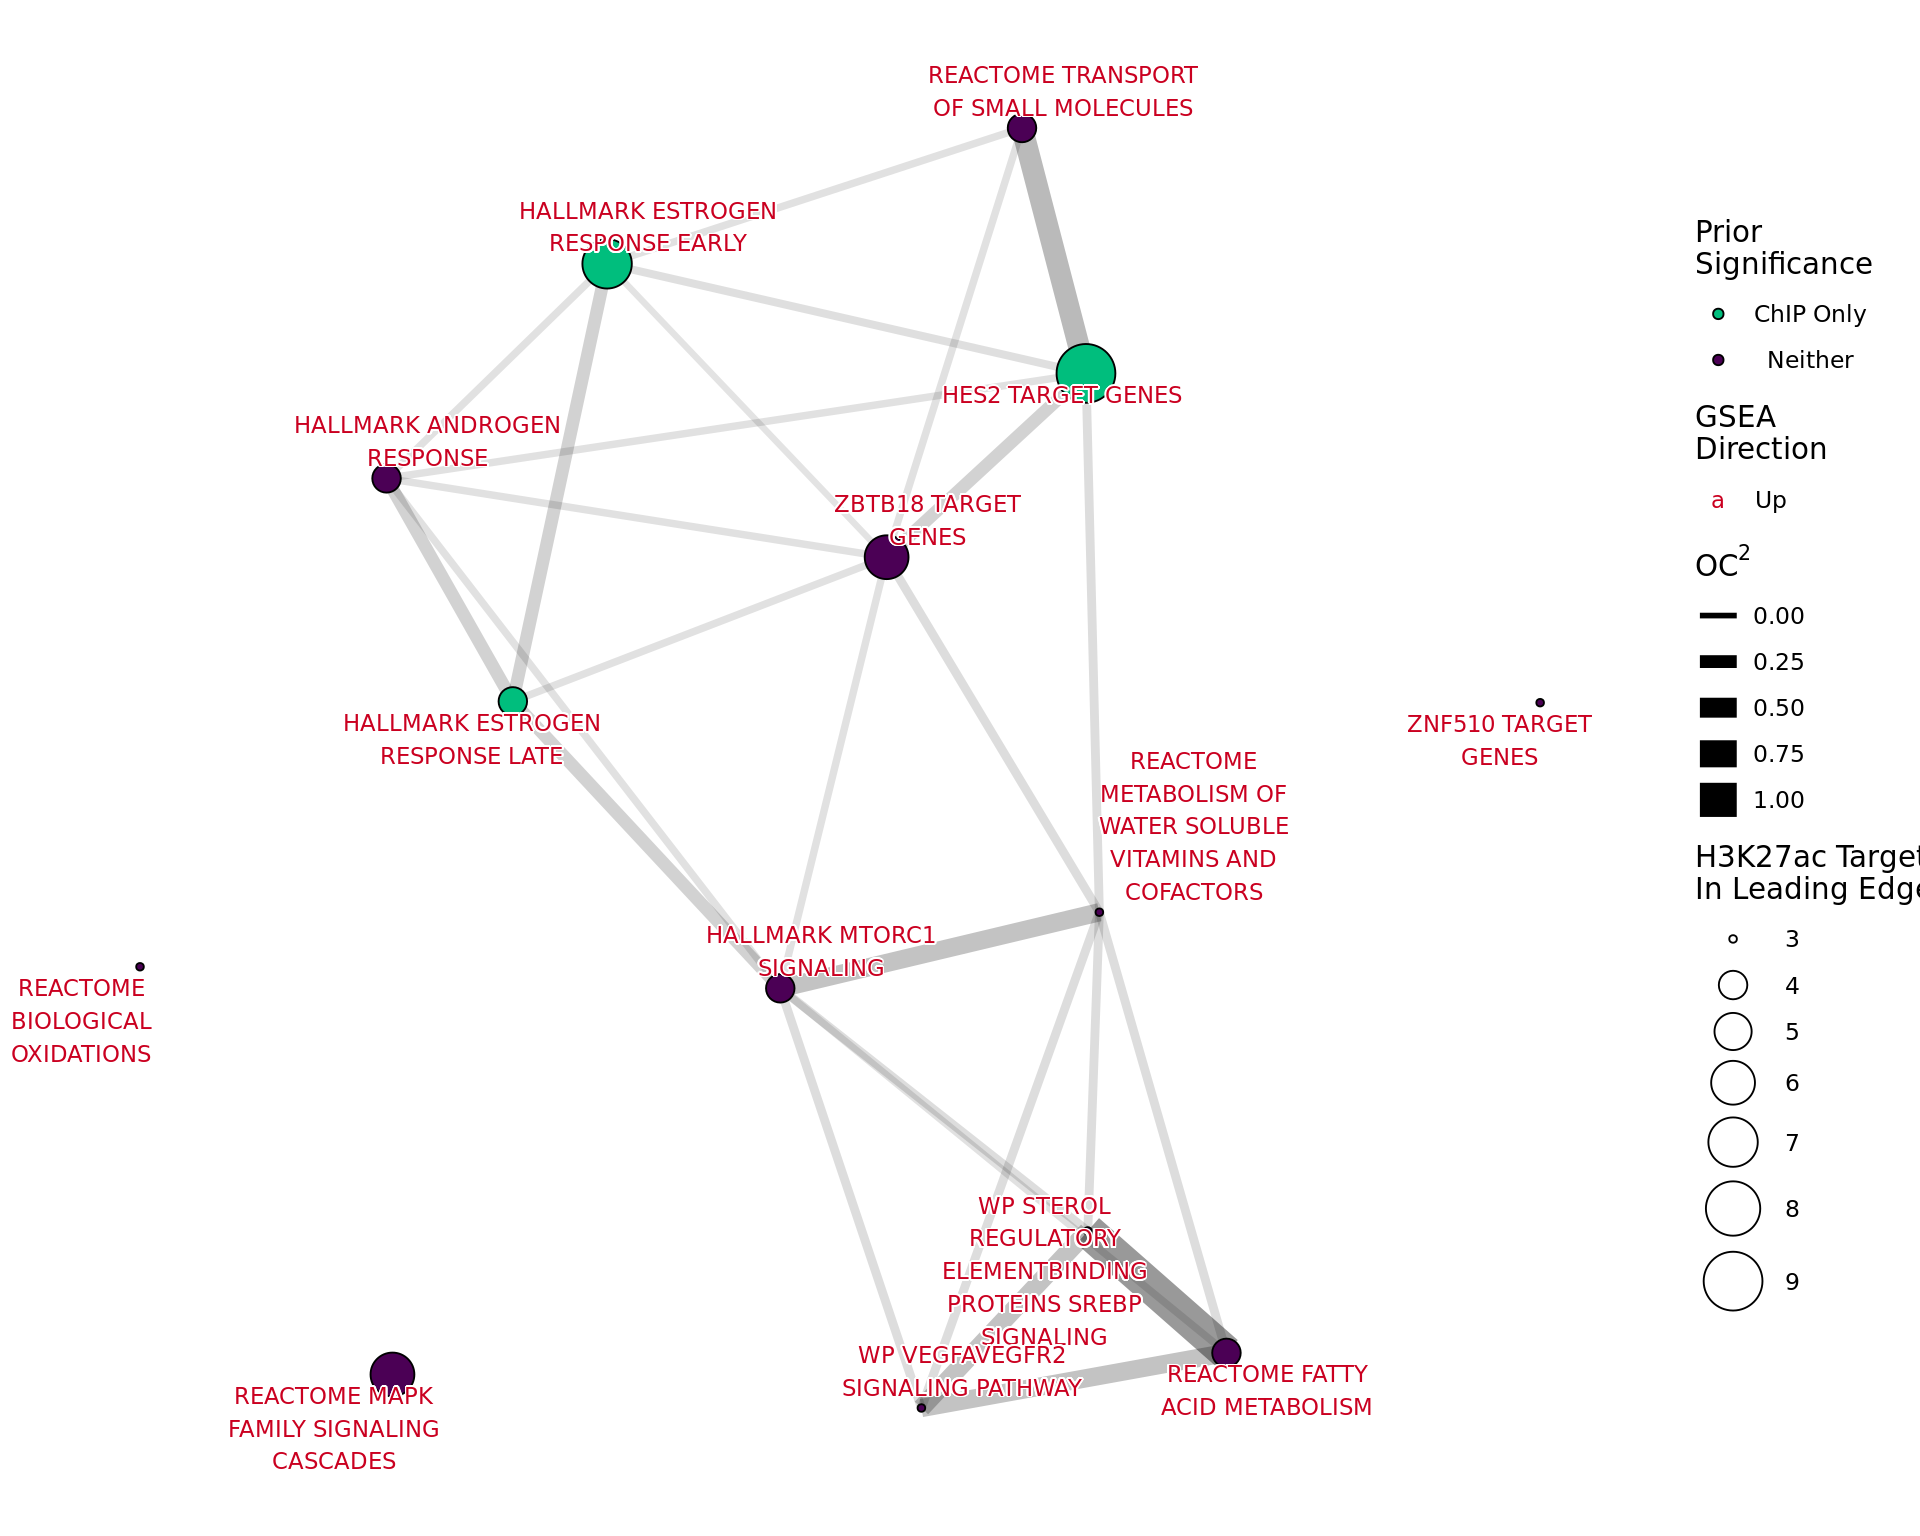 REACTOME TRANSPORT
OF SMALL MOLECULES
HALLMARK ESTROGEN
RESPONSE EARLY
HES2 TARGET GENES
HALLMARK ANDROGEN
RESPONSE
ZBTB18 TARGET
GENES
HALLMARK ESTROGEN
RESPONSE LATE
ZNF510 TARGET
GENES
REACTOME
METABOLISM OF
WATER SOLUBLE
VITAMINS AND
COFACTORS
HALLMARK MTORC1
SIGNALING
REACTOME
BIOLOGICAL
OXIDATIONS
WP STEROL
REGULATORY
ELEMENTBINDING
PROTEINS SREBP
SIGNALING
WP VEGFAVEGFR2
SIGNALING PATHWAY
REACTOME FATTY
ACID METABOLISM
REACTOME MAPK
FAMILY SIGNALING
CASCADES
Prior
Significance
ChIP Only
Neither
GSEA
Direction
a Up
OC2
0.00
0.25
0.50
0.75
1.00
H3K27ac Target
In Leading Edge
3
4
5
6
7
8
9